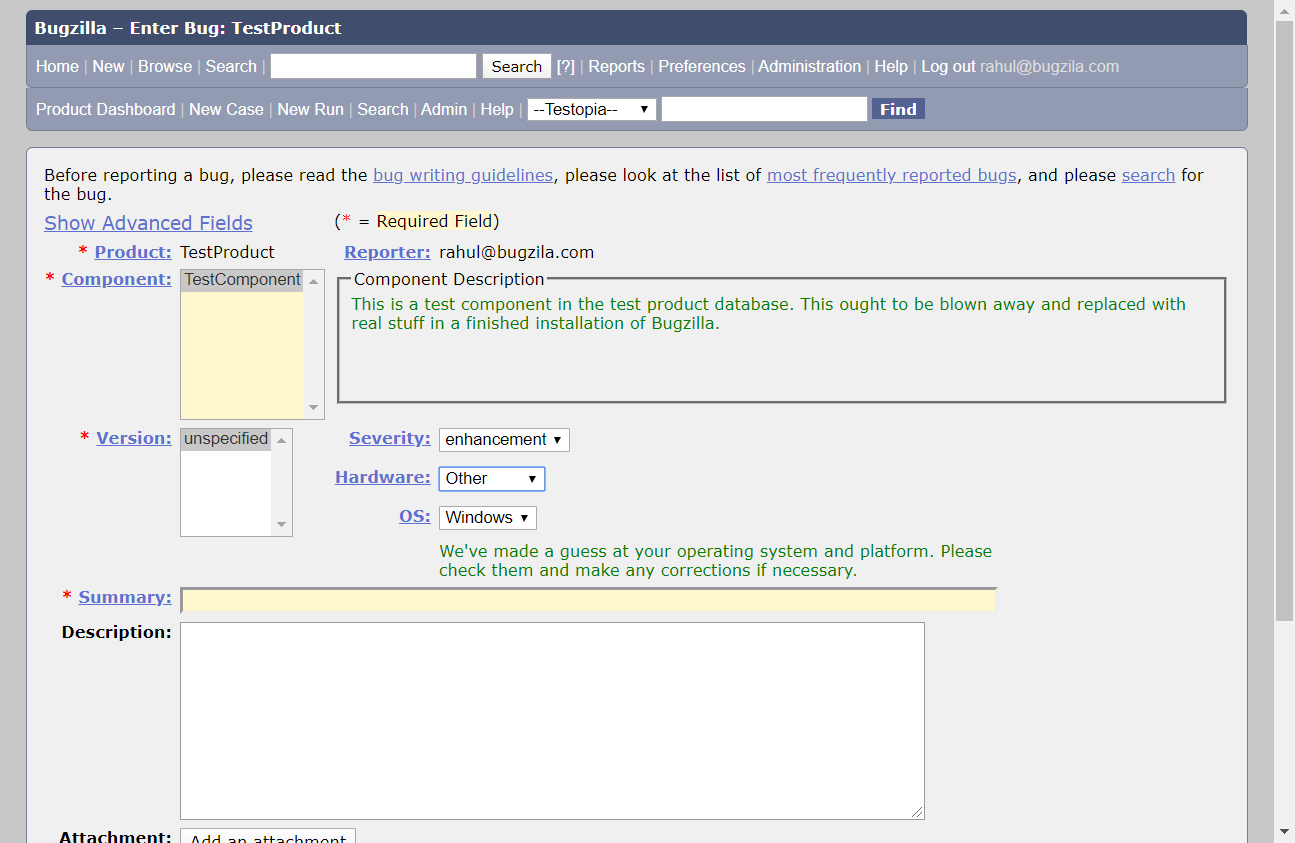 Bugzilla – Enter Bug: TestProduct
Home | New | Browse | Search | Search [?] | Reports | Preferences | Administration | Help | Log out rahul@bugzila.com
Product Dashboard | New Case | New Run | Search | Admin | Help | --Testopia-- Find
Before reporting a bug, please read the bug writing guidelines, please look at the list of most frequently reported bugs, and please search for
the bug.
Show Advanced Fields (* = Required Field)
* Product: TestProduct Reporter: rahul@bugzila.com
* Component: TestComponent Component Description
This is a test component in the test product database. This ought to be blown away and replaced with
real stuff in a finished installation of Bugzilla.
* Version: unspecified Severity: enhancement
Hardware: Other
OS: Windows
We've made a guess at your operating system and platform. Please
check them and make any corrections if necessary.
* Summary:
Description:
Attachment: Add an attachment